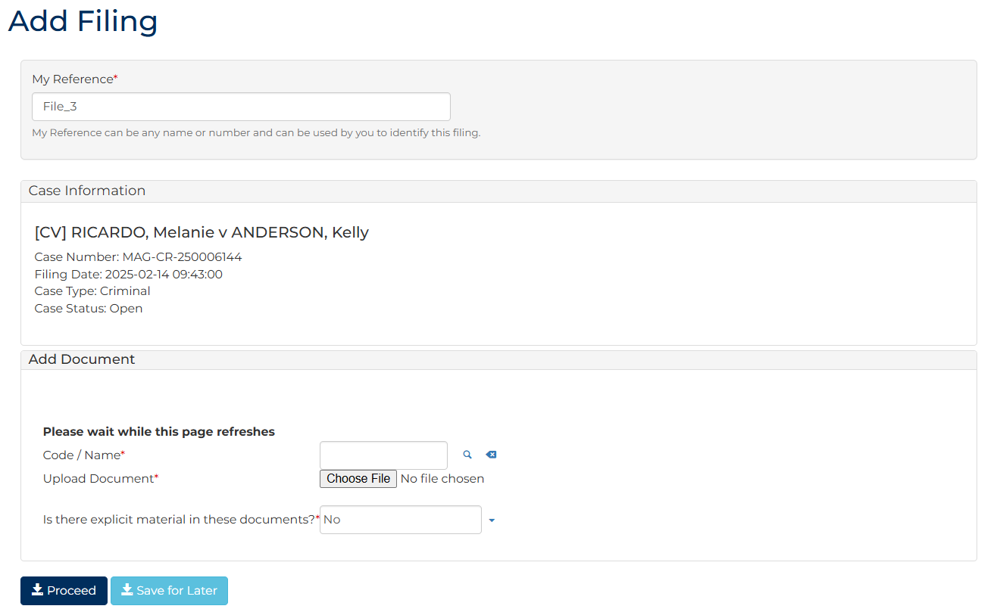 Add Filing
My Reference*
File_3
My Reference can be any name or number and can be used by you to identify this filing.
Case Information
[CV] RICARDO, Melanie v ANDERSON, Kelly
Case Number: MAG-CR-250006144
Filing Date: 2025-02-14 09:43:00
Case Type: Criminal
Case Status: Open
Add Document
Please wait while this page refreshes
Code / Name*
Upload Document* Choose File No file chosen
Is there explicit material in these documents?* No
Proceed Save for Later